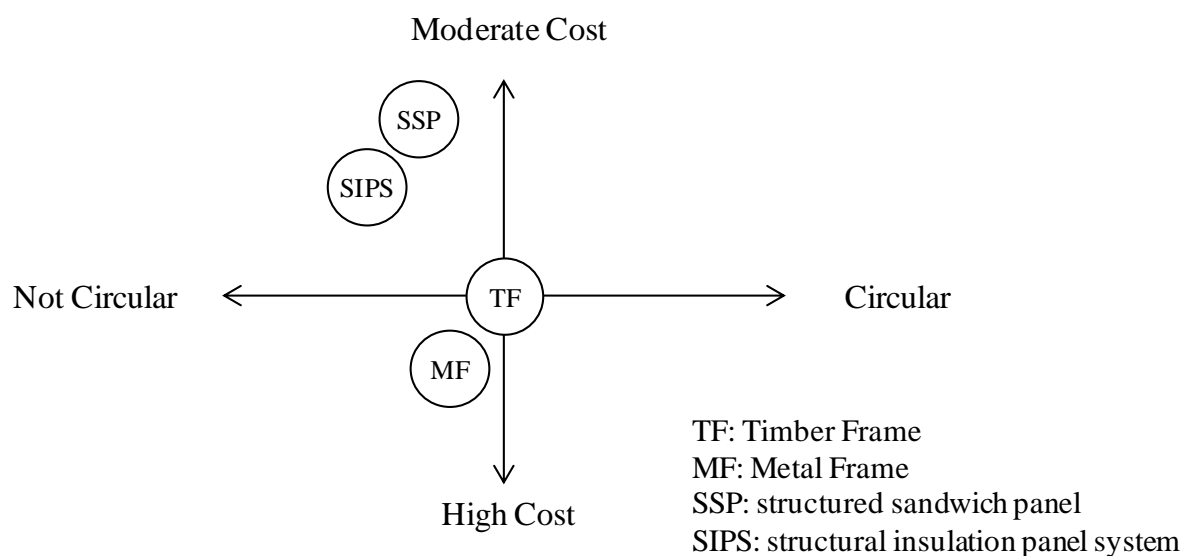 Moderate Cost
SSP
SIPS
Not Circular
TF
Circular
MF
TF: Timber Frame
MF: Metal Frame
SSP: structured sandwich panel
High Cost
SIPS: structural insulation panel system